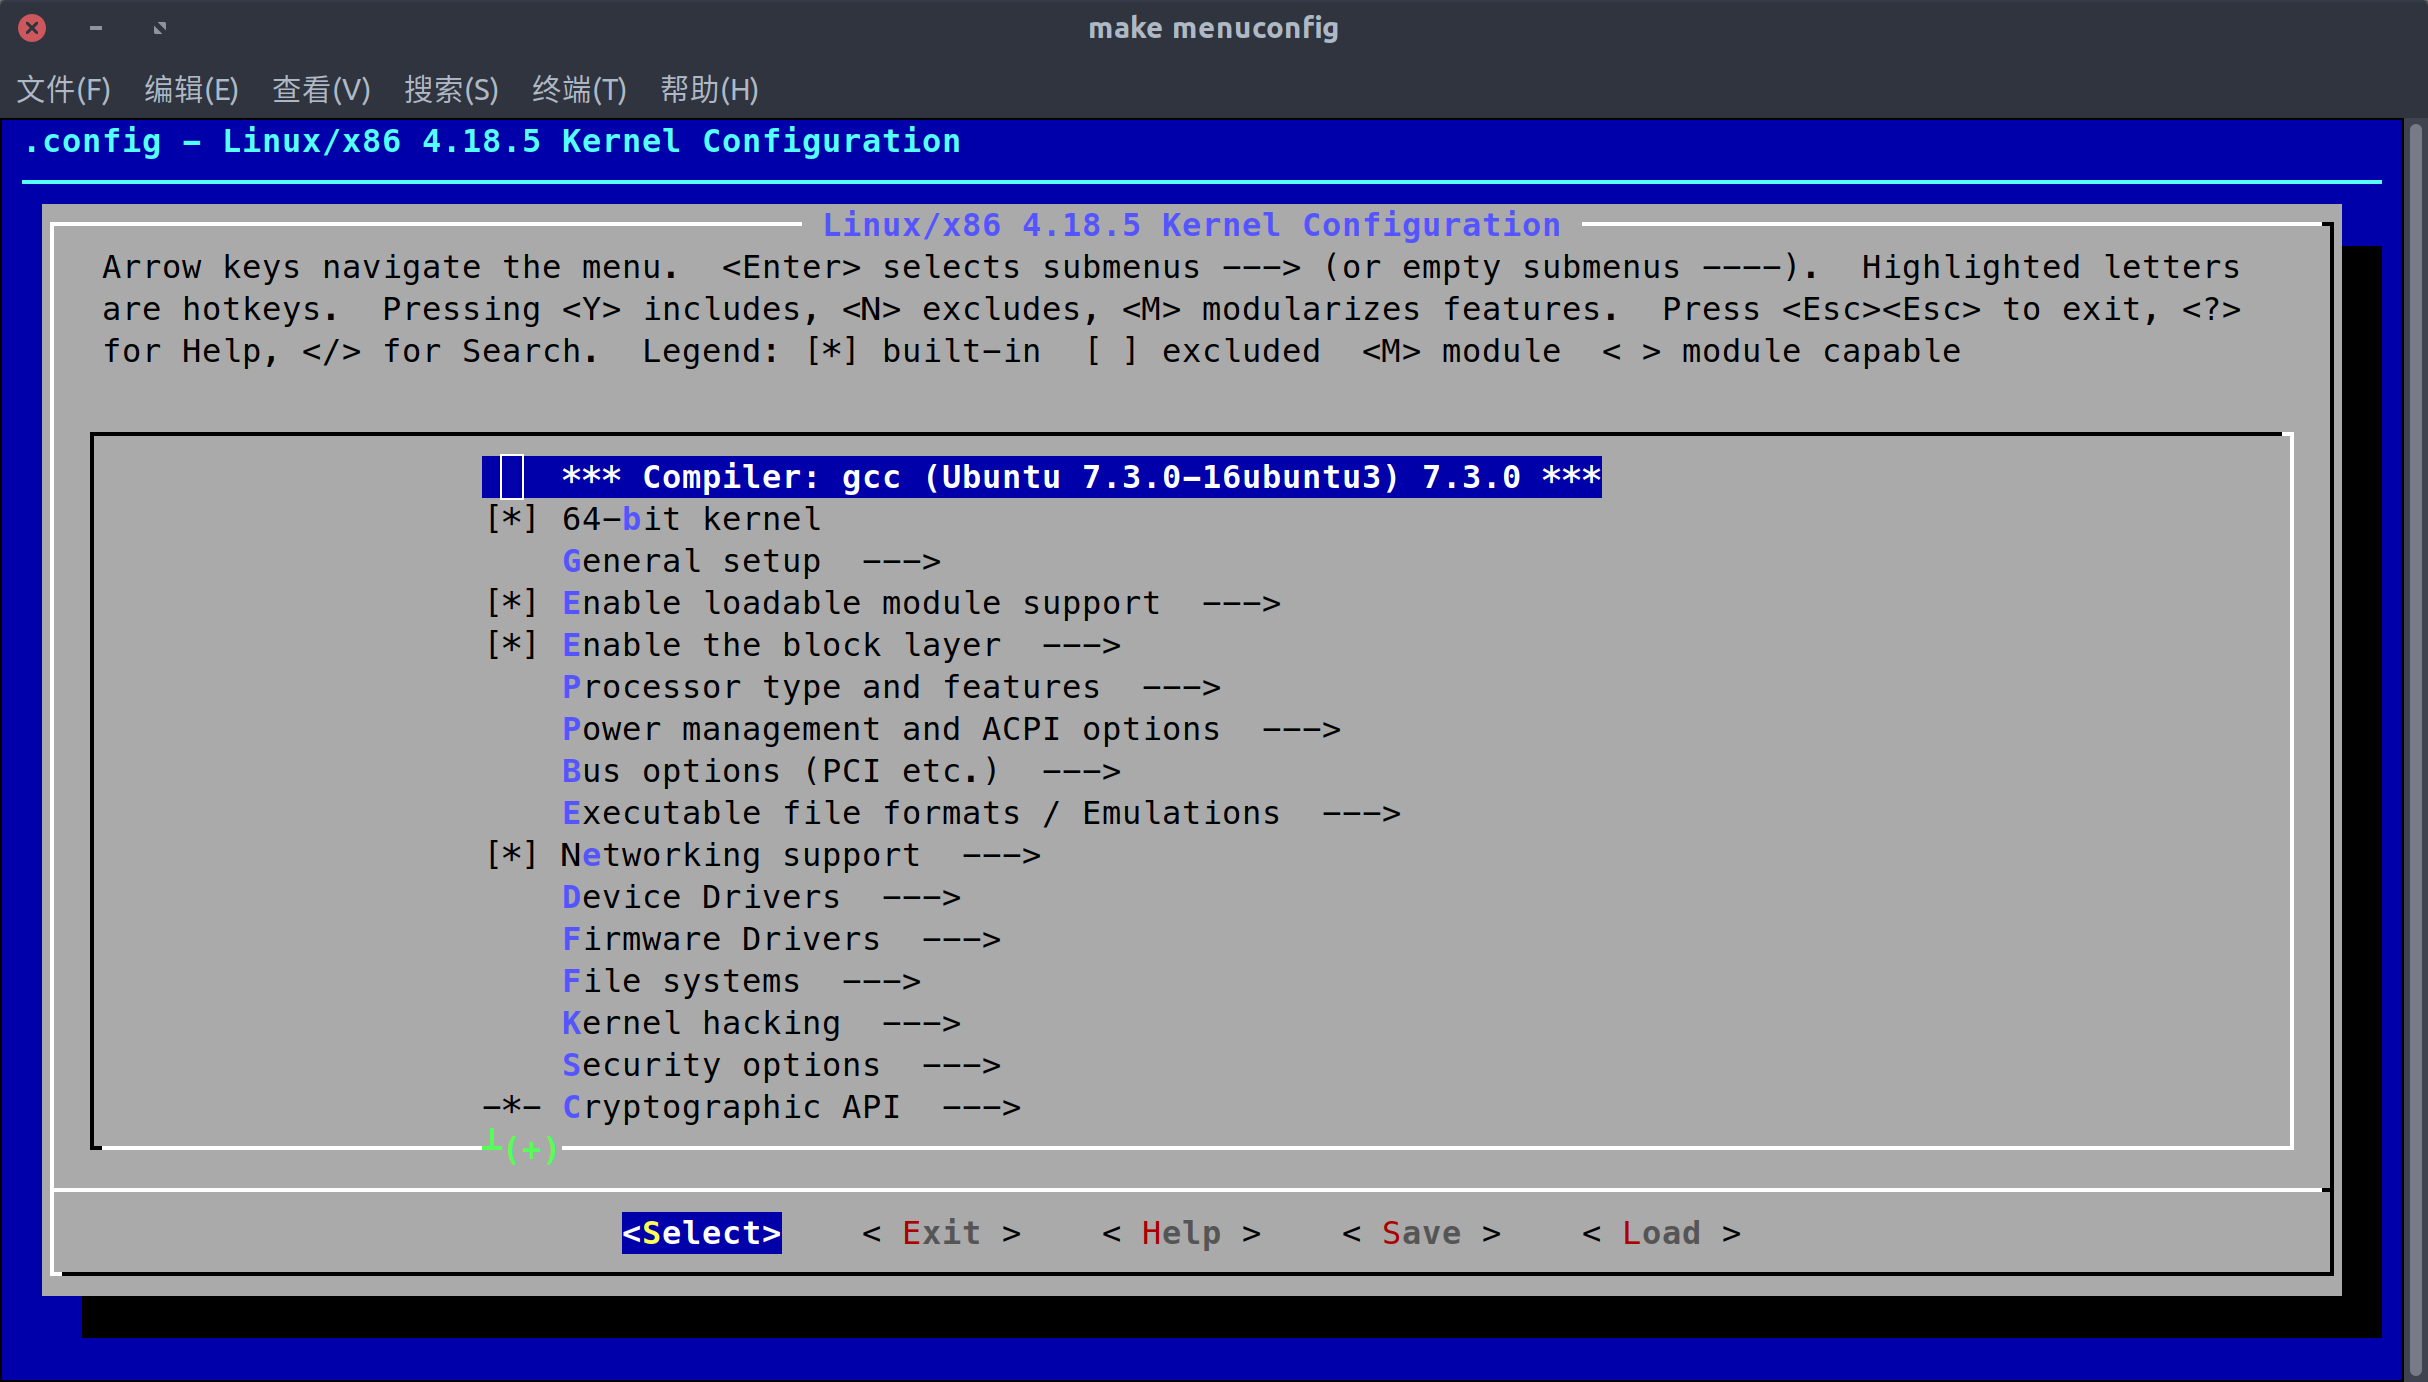 make menuconfig
文件(F) 编辑(E) 查看(V) 搜索(S) 终端(T) 帮助(H)
.config - Linux/x86 4.18.5 Kernel Configuration
Linux/x86 4.18.5 Kernel Configuration
Arrow keys navigate the menu.  <Enter> selects submenus ---> (or empty submenus ----).  Highlighted letters
are hotkeys.  Pressing <Y> includes, <N> excludes, <M> modularizes features.  Press <Esc><Esc> to exit, <?>
for Help, </> for Search.  Legend: [*] built-in  [ ] excluded  <M> module  < > module capable
*** Compiler: gcc (Ubuntu 7.3.0-16ubuntu3) 7.3.0 ***
[*] 64-bit kernel
General setup  --->
[*] Enable loadable module support  --->
[*] Enable the block layer  --->
Processor type and features  --->
Power management and ACPI options  --->
Bus options (PCI etc.)  --->
Executable file formats / Emulations  --->
[*] Networking support  --->
Device Drivers  --->
Firmware Drivers  --->
File systems  --->
Kernel hacking  --->
Security options  --->
-*- Cryptographic API  --->
┴(+)
<Select>    < Exit >    < Help >    < Save >    < Load >